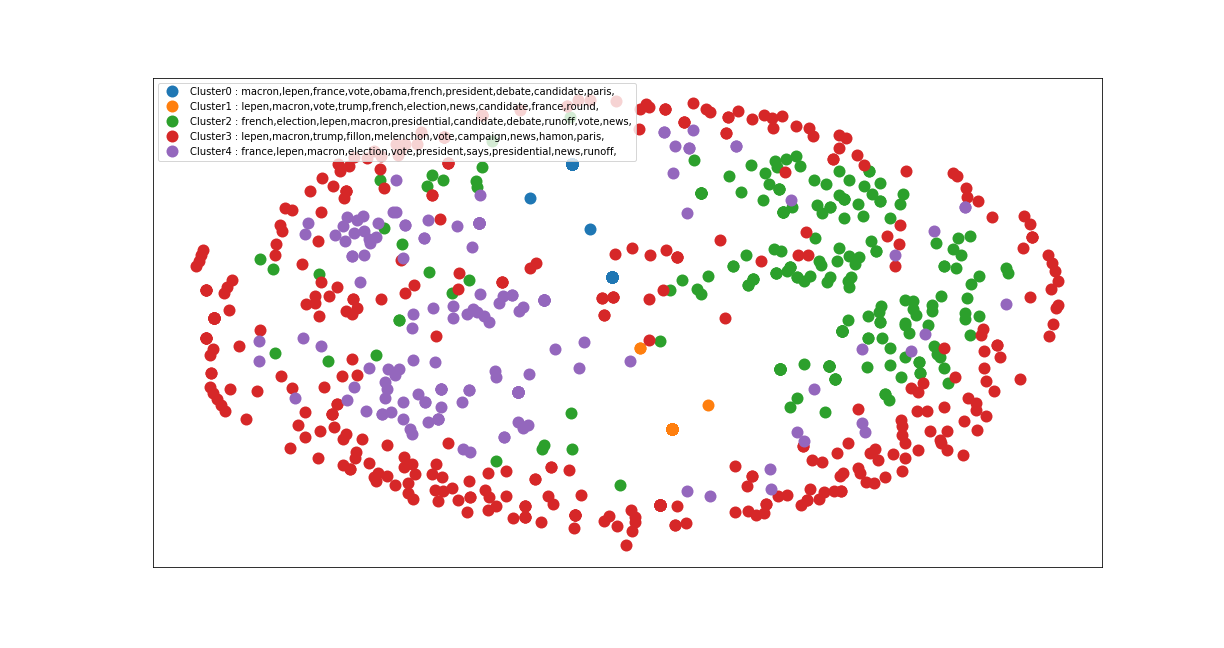 Cluster0 : macron,lepen,france,vote,obama,french,president,debate,candidate,paris,
Cluster1 : lepen,macron,vote,trump,french,election,news,candidate,france,round,
Cluster2 : french,election,lepen,macron,presidential,candidate,debate,runoff,vote,news,
Cluster3 : lepen,macron,trump,fillon,melenchon,vote,campaign,news,hamon,paris,
Cluster4 : france,lepen,macron,election,vote,president,says,presidential,news,runoff,